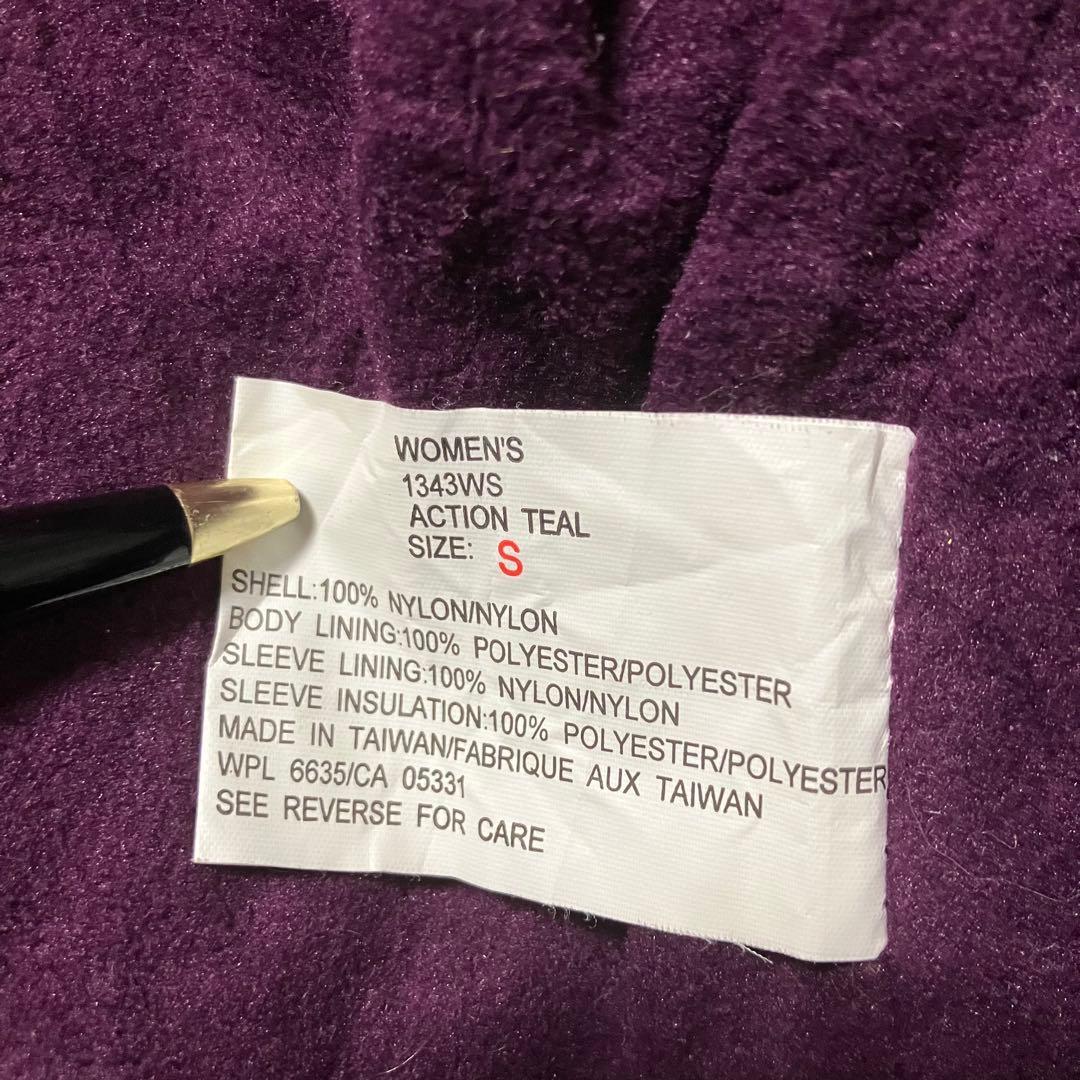 WOMEN'S
1343WS
ACTION TEAL
SIZE: S
SHELL:100% NYLON/NYLON
BODY LINING:100% POLYESTER/POLYESTER
SLEEVE LINING:100% NYLON/NYLON
SLEEVE INSULATION:100% POLYESTER/POLYESTER
MADE IN TAIWAN/FABRIQUE AUX TAIWAN
WPL 6635/CA 05331
SEE REVERSE FOR CARE